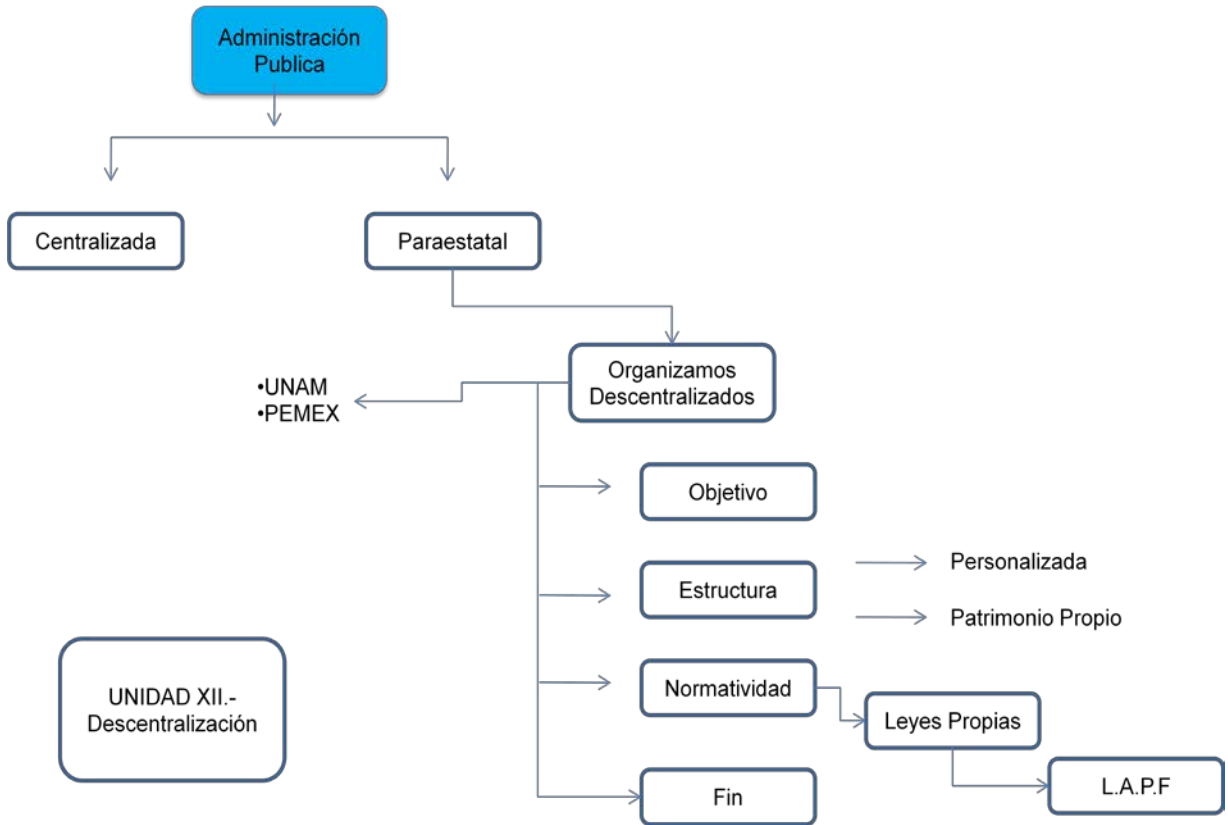 Administración
Publica
Centralizada
Paraestatal
Organizamos
Descentralizados
•UNAM
•PEMEX
Objetivo
Estructura
Personalizada
Patrimonio Propio
Normatividad
Leyes Propias
L.A.P.F
Fin
UNIDAD XII.-
Descentralización